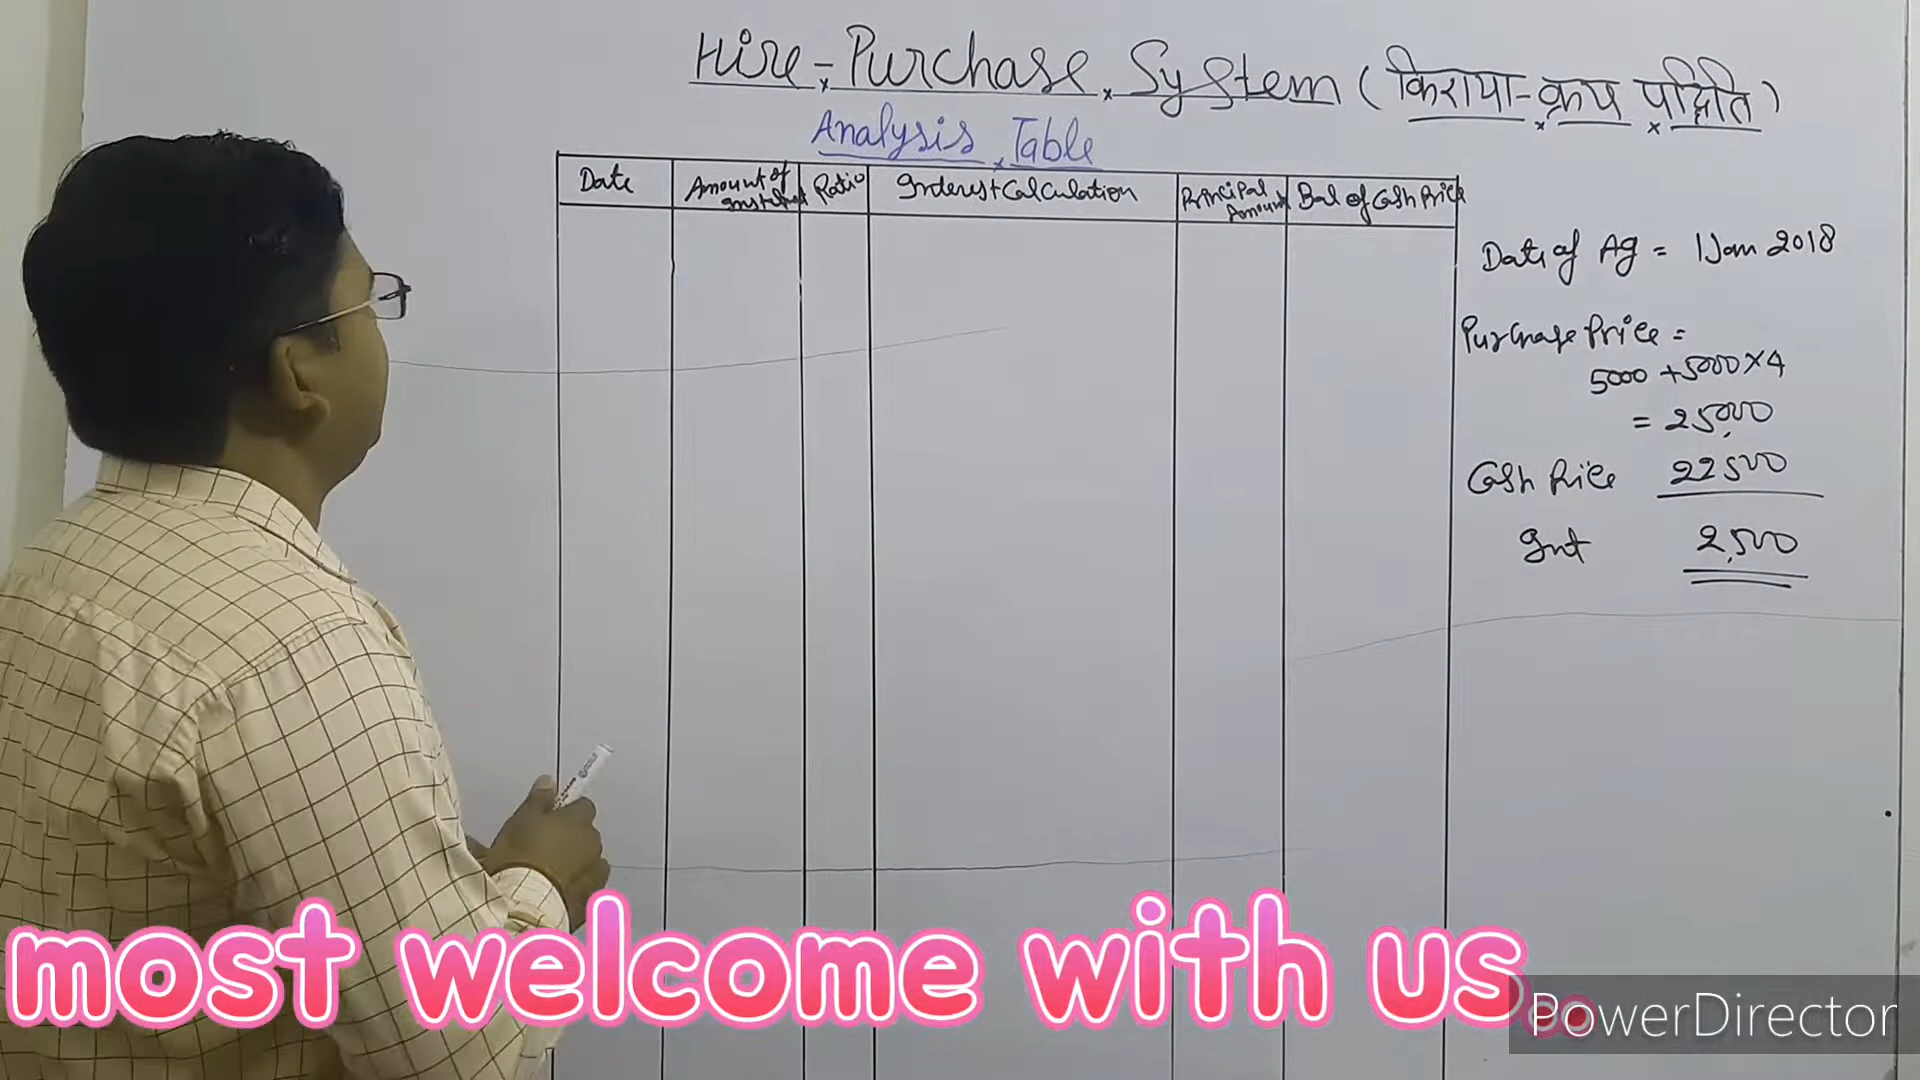 Hire-Purchase System (किराया-क्रय पद्धति)
Analysis Table
Date
Amount of
Ratio
Interest Calculation
Principal
Amount
Bal of Cash Price
Date of Ag = 1 Jan 2018
Purchase Price =
5000 + 5000 × 4
= 25,000
Cash Price 22500
Int 2,500
most welcome with us
PowerDirector